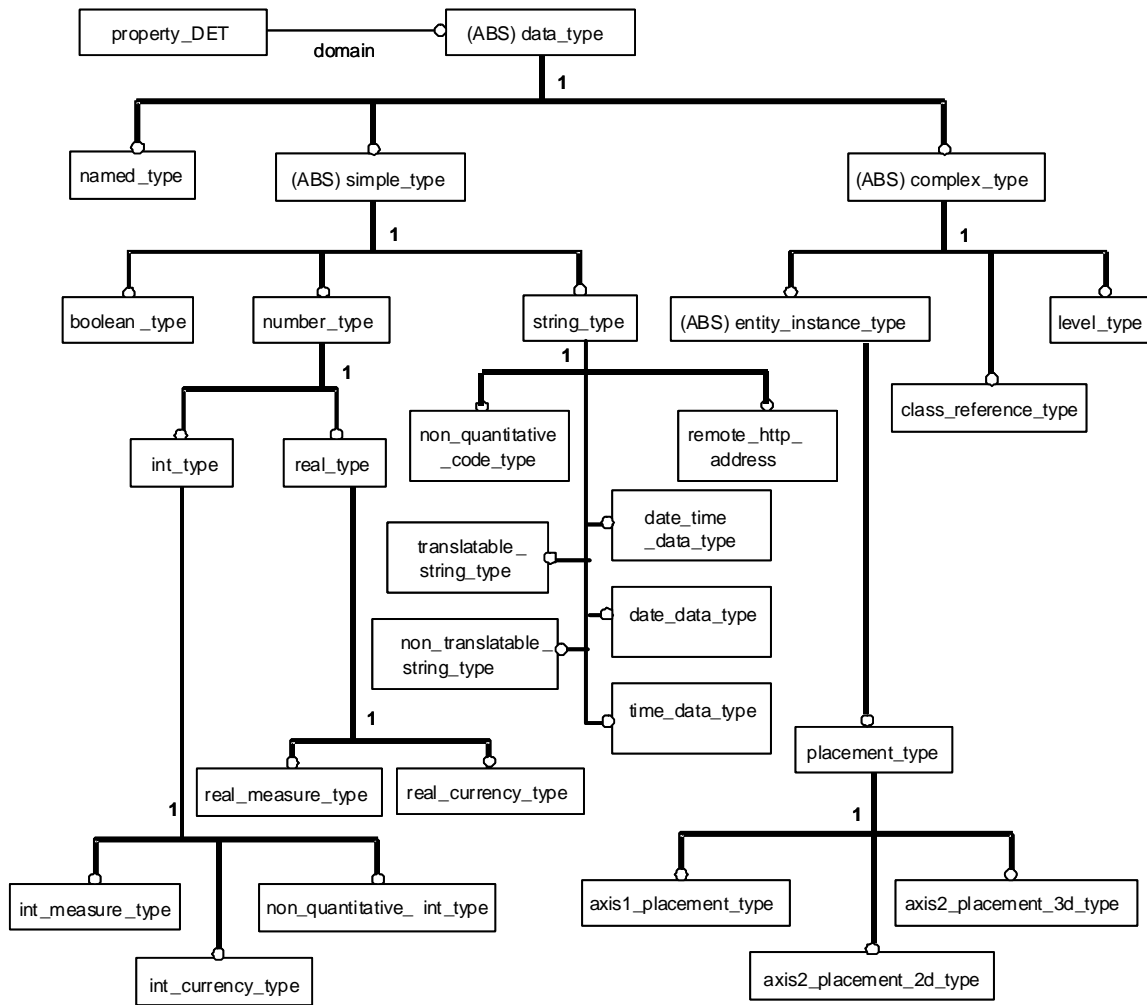 property_DET
(ABS) data_type
domain
1
named_type
(ABS) simple_type
(ABS) complex_type
1
1
boolean_type
number_type
string_type
(ABS) entity_instance_type
level_type
1
1
class_reference_type
int_type
real_type
non_quantitative
_code_type
remote_http_
address
date_time
_data_type
translatable_
string_type
date_data_type
non_translatable_
string_type
time_data_type
1
placement_type
real_measure_type
real_currency_type
1
1
int_measure_type
non_quantitative_ int_type
axis1_placement_type
axis2_placement_3d_type
int_currency_type
axis2_placement_2d_type